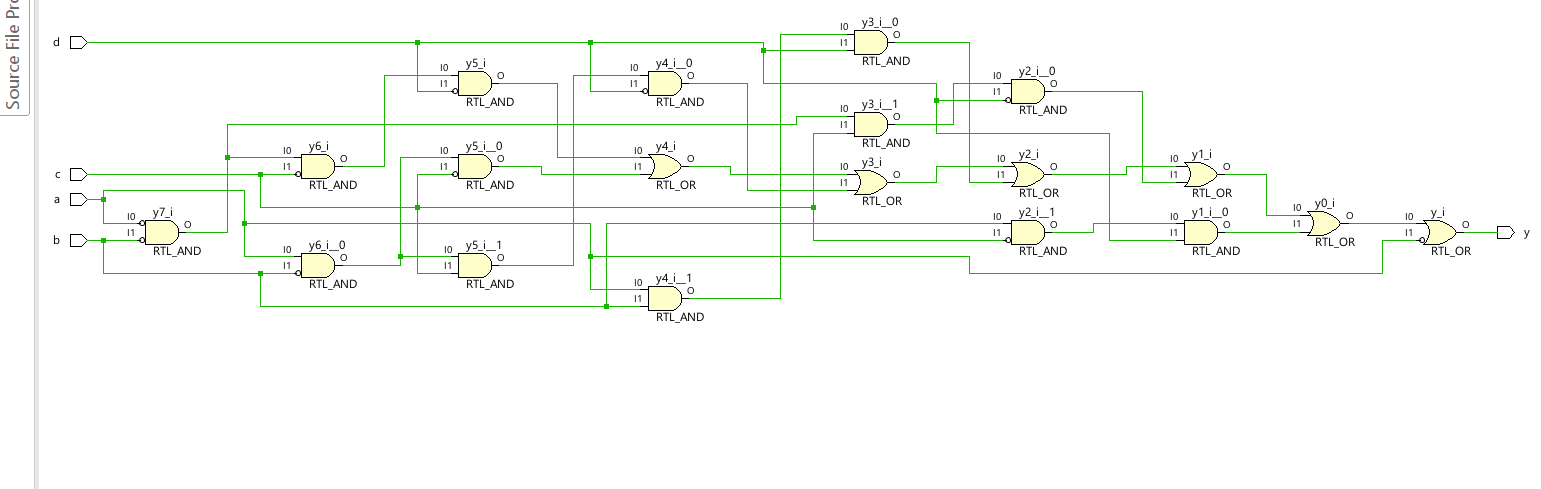 Source File Pro
d
c
a
b
y7_i
I0
I1
O
RTL_AND
y6_i
I0
I1
O
RTL_AND
y6_i__0
I0
I1
O
RTL_AND
y5_i
I0
I1
O
RTL_AND
y5_i__0
I0
I1
O
RTL_AND
y5_i__1
I0
I1
O
RTL_AND
y4_i__0
I0
I1
O
RTL_AND
y4_i
I0
I1
O
RTL_OR
y4_i__1
I0
I1
O
RTL_AND
y3_i__0
I0
I1
O
RTL_AND
y3_i__1
I0
I1
O
RTL_AND
y3_i
I0
I1
O
RTL_OR
y2_i__0
I0
I1
O
RTL_AND
y2_i
I0
I1
O
RTL_OR
y2_i__1
I0
I1
O
RTL_AND
y1_i
I0
I1
O
RTL_OR
y1_i__0
I0
I1
O
RTL_AND
y0_i
I0
I1
O
RTL_OR
y_i
I0
I1
O
RTL_OR
y